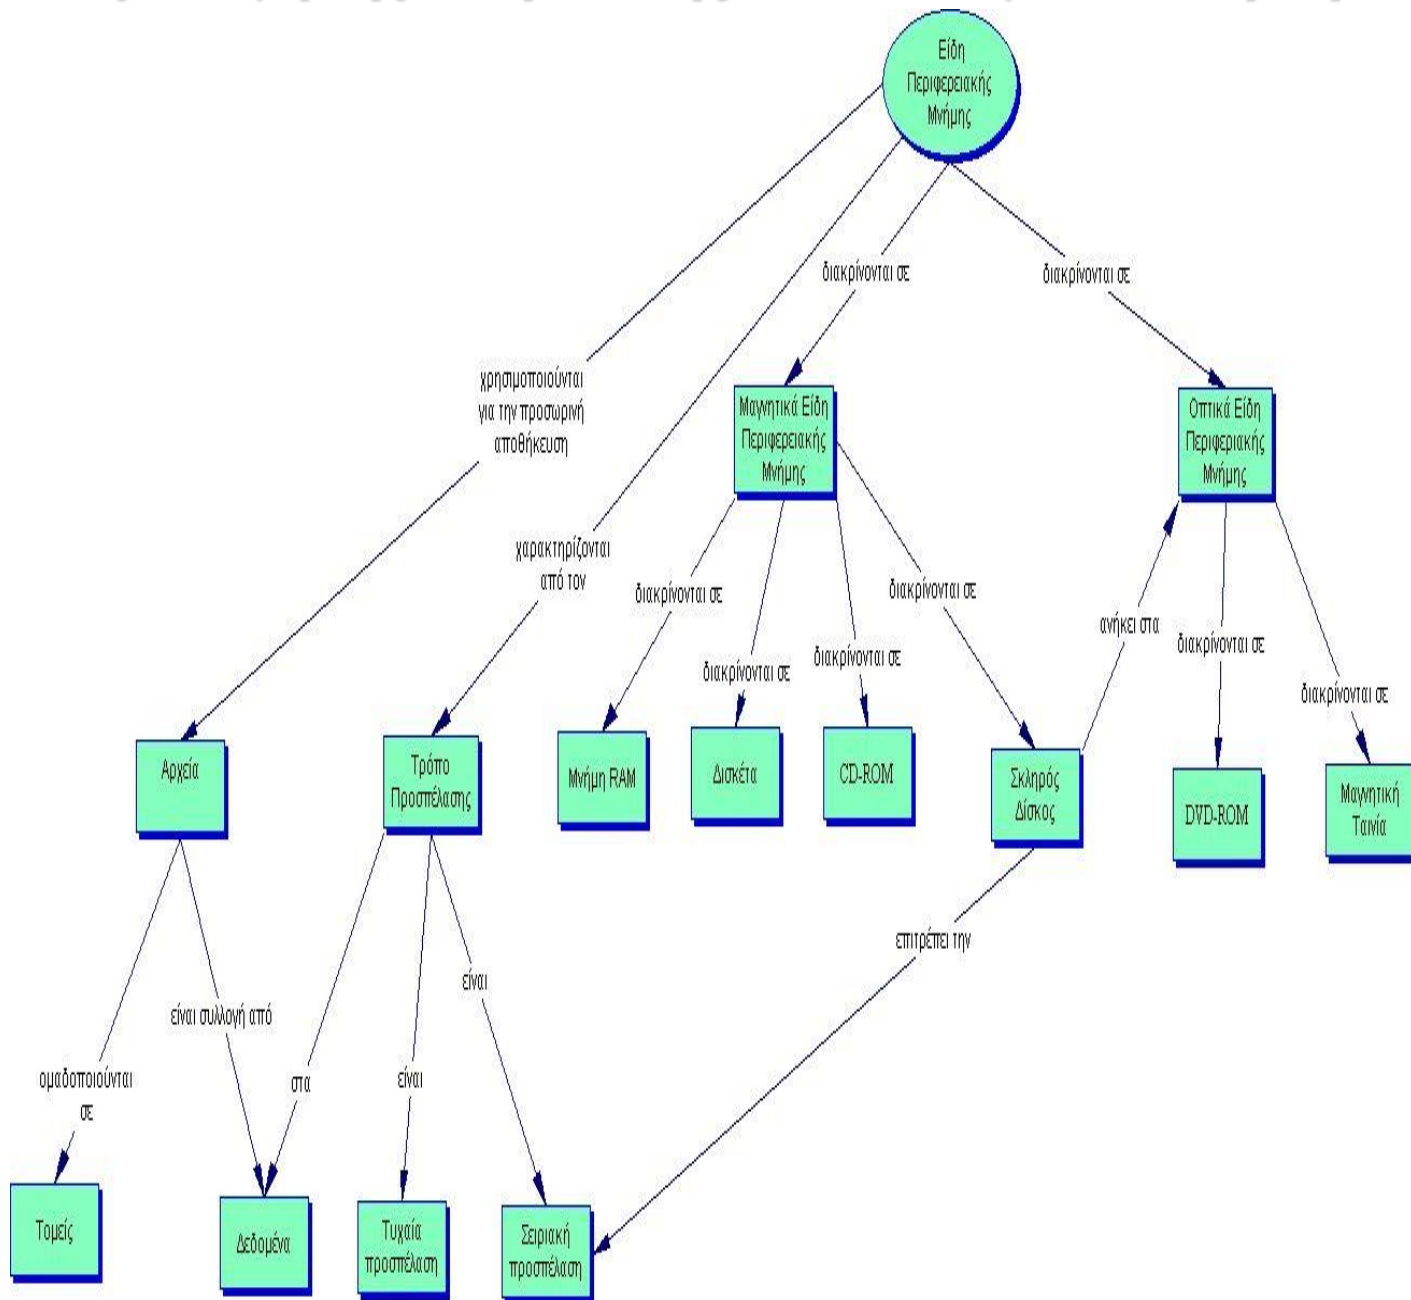 Είδη
Περιφερειακής
Μνήμης
διακρίνονται σε
διακρίνονται σε
χρησιμοποιούνται
για την προσωρινή
αποθήκευση
Μαγνητικά Είδη
Περιφερειακής
Μνήμης
Οπτικά Είδη
Περιφεριακής
Μνήμης
χαρακτηρίζονται
από τον
διακρίνονται σε
διακρίνονται σε
διακρίνονται σε
διακρίνονται σε
ανήκει στα
διακρίνονται σε
διακρίνονται σε
Αρχεία
Τρόπο
Προσπέλασης
Μνήμη RAM
Δισκέτα
CD-ROM
Σκληρός
Δίσκος
DVD-ROM
Μαγνητική
Ταινία
επιτρέπει την
είναι
είναι συλλογή από
ομαδοποιούνται
σε
στα
είναι
Τομείς
Δεδομένα
Τυχαία
προσπέλαση
Σειριακή
προσπέλαση